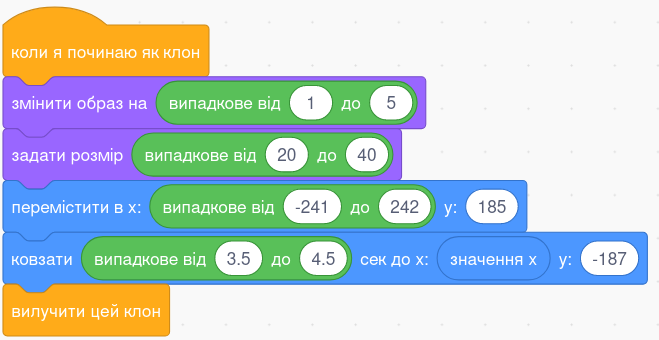 коли я починаю як клон
змінити образ на випадкове від 1 до 5
задати розмір випадкове від 20 до 40
перемістити в x: випадкове від -241 до 242 y: 185
ковзати випадкове від 3.5 до 4.5 сек до x: значення x y: -187
вилучити цей клон